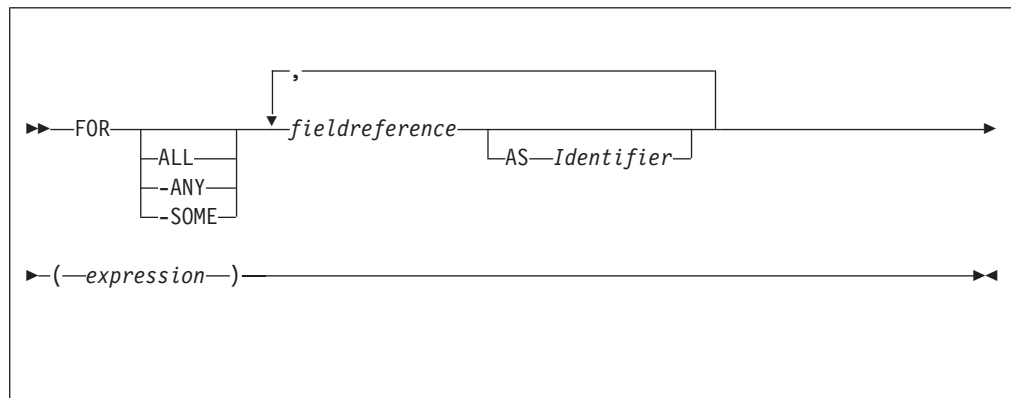 ,
FOR fieldreference
ALL AS Identifier
-ANY
-SOME
( expression )